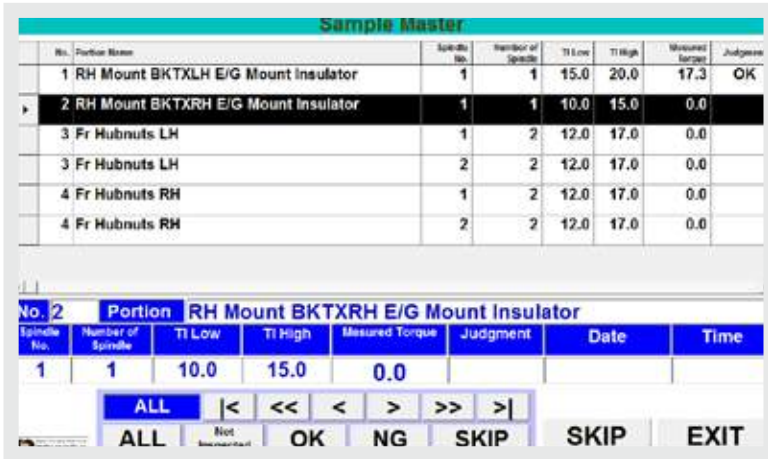 Sample Master
No. Portion Name Spindle No. Number of Spindle TI Low TI High Measured Torque Judgment
1 RH Mount BKTXLH E/G Mount Insulator 1 1 15.0 20.0 17.3 OK
2 RH Mount BKTXRH E/G Mount Insulator 1 1 10.0 15.0 0.0
3 Fr Hubnuts LH 1 2 12.0 17.0 0.0
3 Fr Hubnuts LH 2 2 12.0 17.0 0.0
4 Fr Hubnuts RH 1 2 12.0 17.0 0.0
4 Fr Hubnuts RH 2 2 12.0 17.0 0.0
No. 2 Portion RH Mount BKTXRH E/G Mount Insulator
Spindle No. Number of Spindle TI Low TI High Mesured Torque Judgment Date Time
1 1 10.0 15.0 0.0
ALL |< << < > >> >|
ALL Not Inspected OK NG SKIP SKIP EXIT